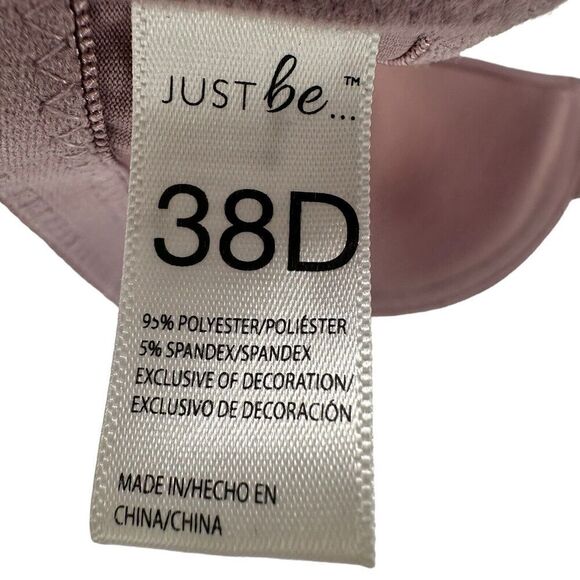 JUST be...™
38D
95% POLYESTER/POLIÉSTER
5% SPANDEX/SPANDEX
EXCLUSIVE OF DECORATION/
EXCLUSIVO DE DECORACIÓN
MADE IN/HECHO EN
CHINA/CHINA